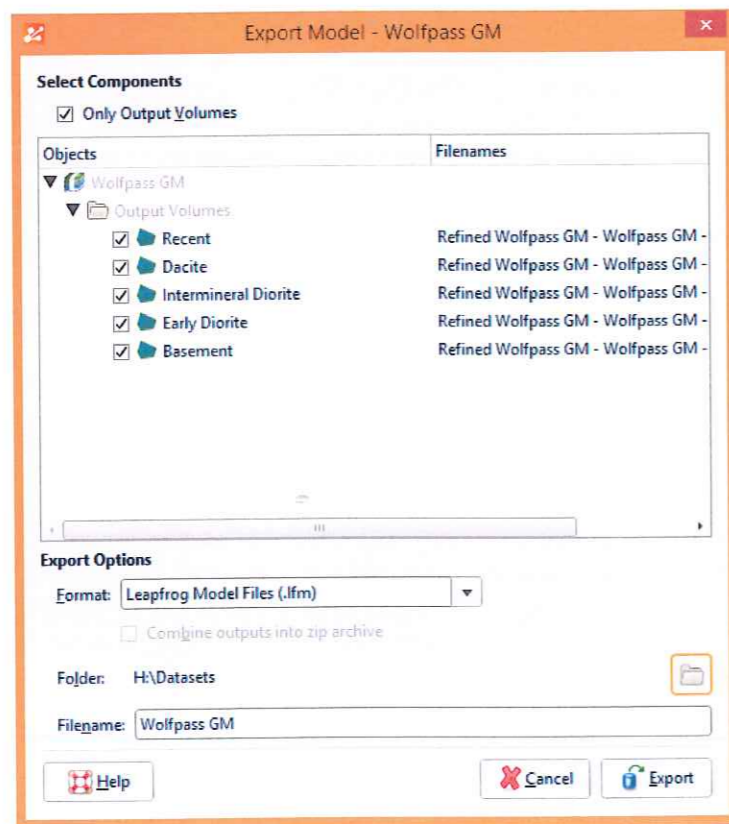 Export Model - Wolfpass GM
Select Components
Only Output Volumes
Objects Filenames
Wolfpass GM
Output Volumes
Recent Refined Wolfpass GM - Wolfpass GM -
Dacite Refined Wolfpass GM - Wolfpass GM -
Intermineral Diorite Refined Wolfpass GM - Wolfpass GM -
Early Diorite Refined Wolfpass GM - Wolfpass GM -
Basement Refined Wolfpass GM - Wolfpass GM -
Export Options
Format: Leapfrog Model Files (.lfm)
Combine outputs into zip archive
Folder: H:\Datasets
Filename: Wolfpass GM
Help Cancel Export